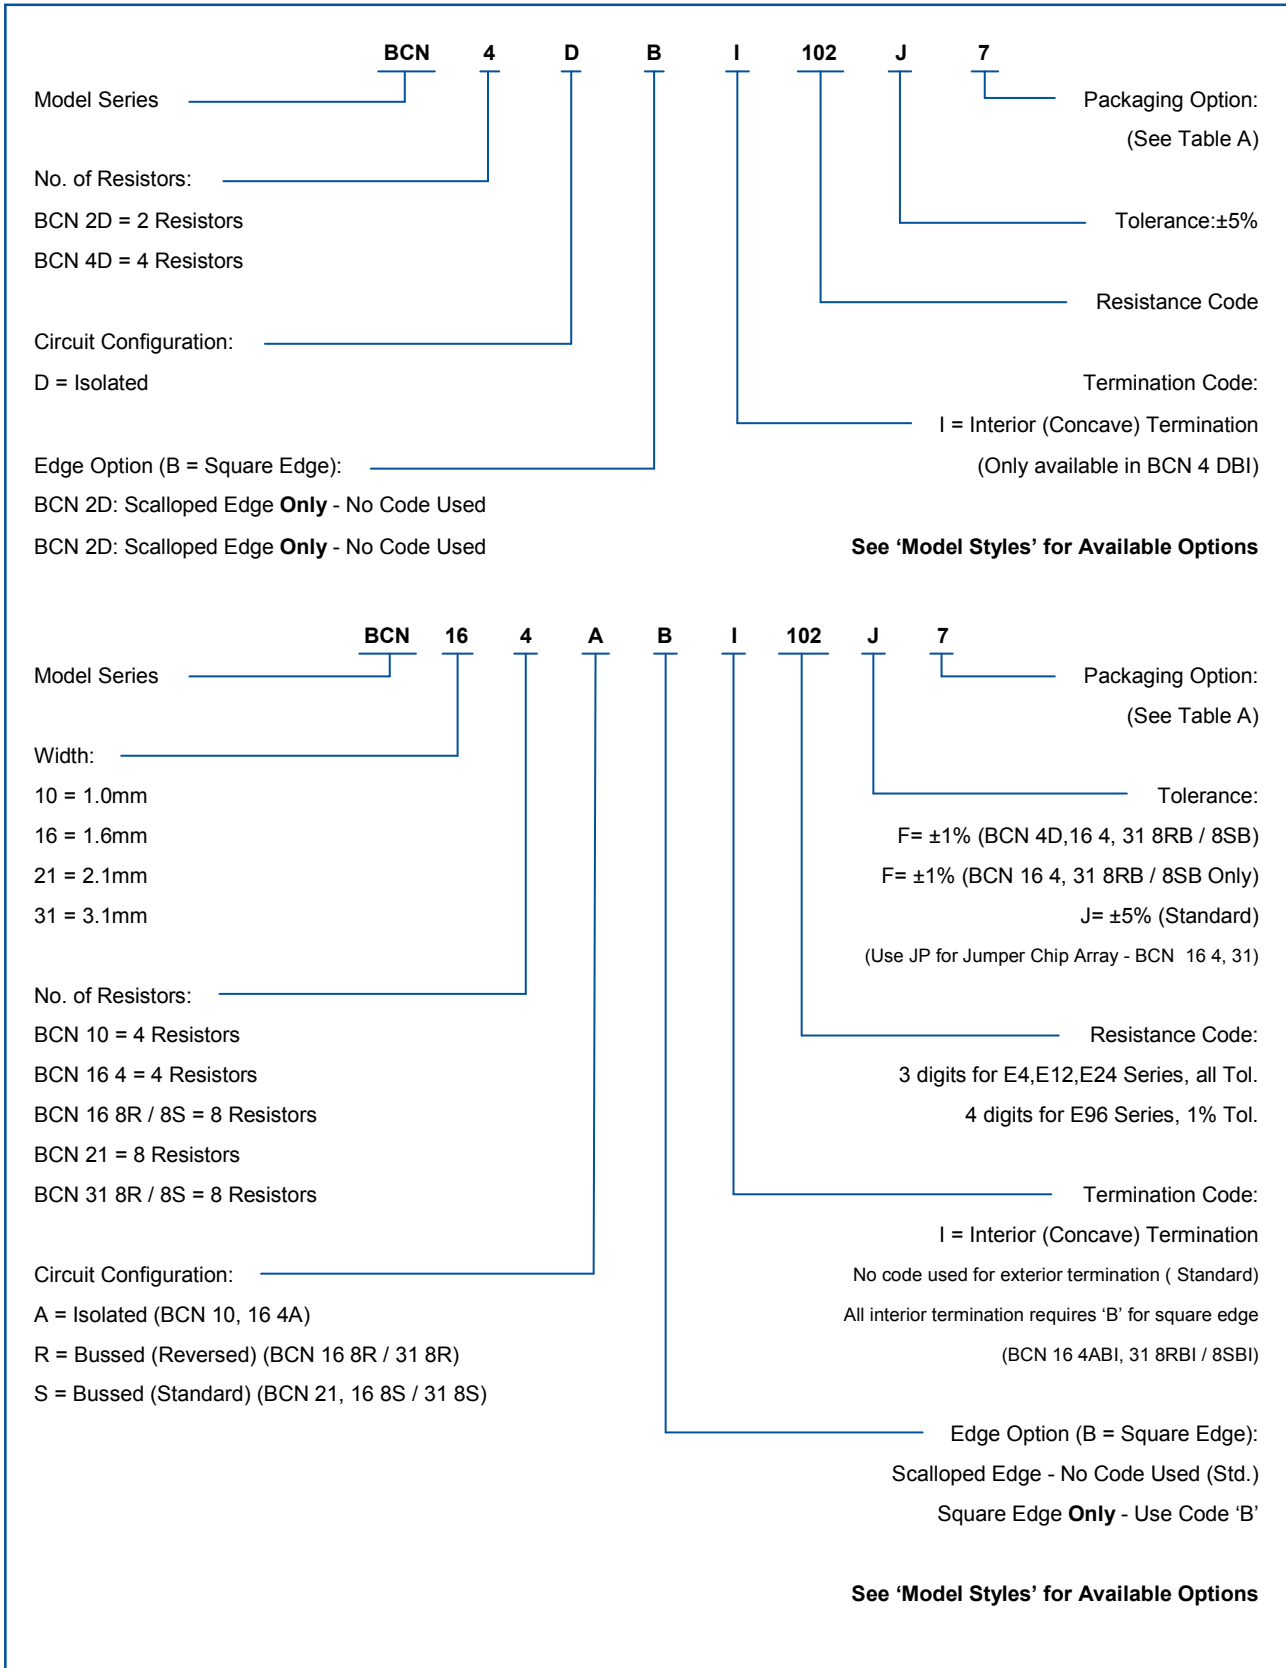 BCN 4 D B I 102 J 7
Model Series
Packaging Option:
(See Table A)
No. of Resistors:
BCN 2D = 2 Resistors
BCN 4D = 4 Resistors
Tolerance:±5%
Resistance Code
Circuit Configuration:
D = Isolated
Termination Code:
I = Interior (Concave) Termination
(Only available in BCN 4 DBI)
Edge Option (B = Square Edge):
BCN 2D: Scalloped Edge Only - No Code Used
BCN 2D: Scalloped Edge Only - No Code Used
See ‘Model Styles’ for Available Options
BCN 16 4 A B I 102 J 7
Model Series
Packaging Option:
(See Table A)
Width:
10 = 1.0mm
16 = 1.6mm
21 = 2.1mm
31 = 3.1mm
Tolerance:
F= ±1% (BCN 4D,16 4, 31 8RB / 8SB)
F= ±1% (BCN 16 4, 31 8RB / 8SB Only)
J= ±5% (Standard)
(Use JP for Jumper Chip Array - BCN 16 4, 31)
No. of Resistors:
BCN 10 = 4 Resistors
BCN 16 4 = 4 Resistors
BCN 16 8R / 8S = 8 Resistors
BCN 21 = 8 Resistors
BCN 31 8R / 8S = 8 Resistors
Resistance Code:
3 digits for E4,E12,E24 Series, all Tol.
4 digits for E96 Series, 1% Tol.
Termination Code:
I = Interior (Concave) Termination
No code used for exterior termination ( Standard)
All interior termination requires ‘B’ for square edge
(BCN 16 4ABI, 31 8RBI / 8SBI)
Circuit Configuration:
A = Isolated (BCN 10, 16 4A)
R = Bussed (Reversed) (BCN 16 8R / 31 8R)
S = Bussed (Standard) (BCN 21, 16 8S / 31 8S)
Edge Option (B = Square Edge):
Scalloped Edge - No Code Used (Std.)
Square Edge Only - Use Code ‘B’
See ‘Model Styles’ for Available Options